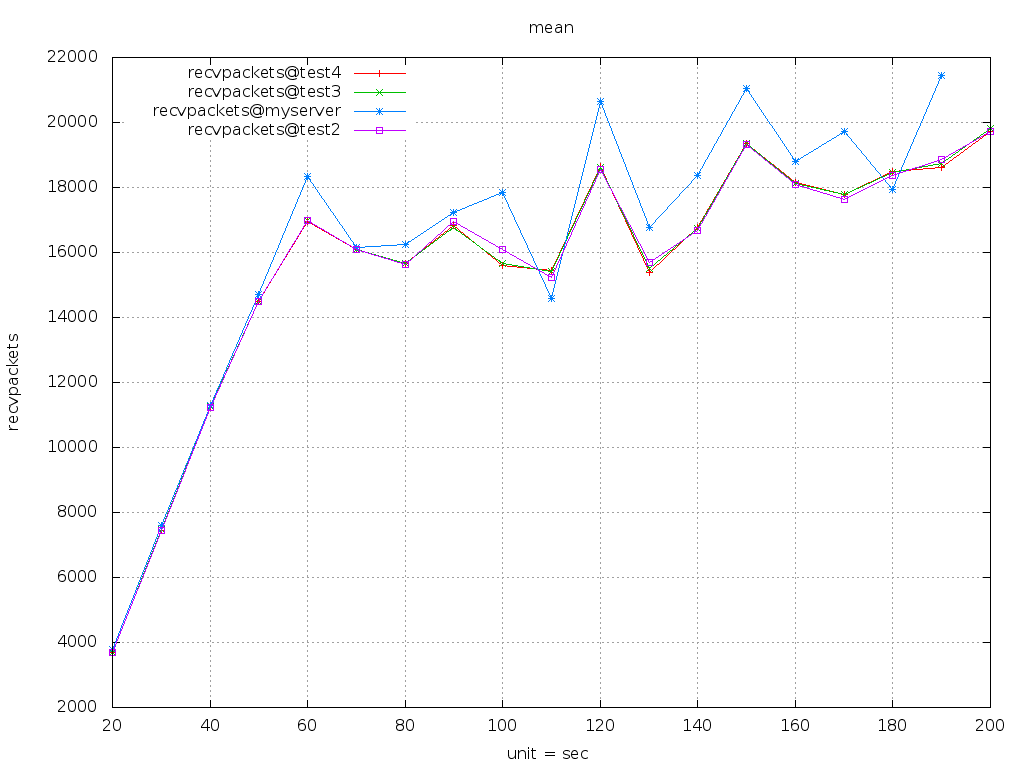 mean
22000
20000
18000
16000
14000
12000
10000
8000
6000
4000
2000
recvpackets
recvpackets@test4
recvpackets@test3
recvpackets@myserver
recvpackets@test2
20 40 60 80 100 120 140 160 180 200
unit = sec